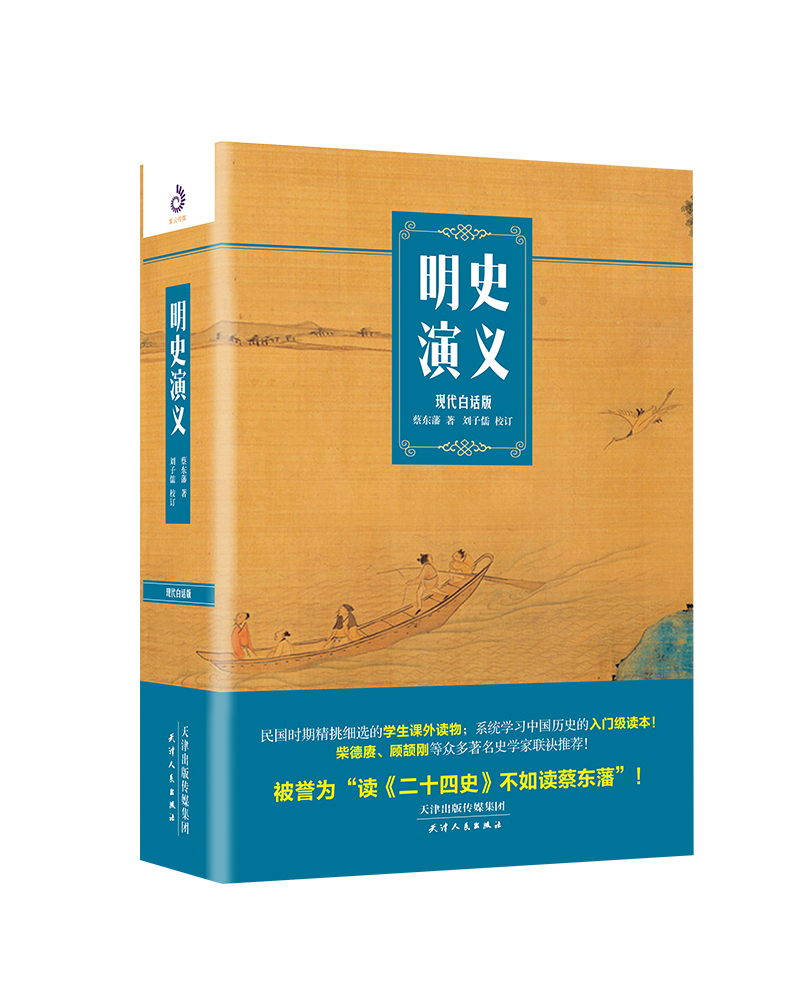 明史
演义
现代白话版
蔡东藩 著 刘子儒 校订
民国时期精挑细选的学生课外读物；系统学习中国历史的入门级读本！
柴德赓、顾颉刚等众多著名史学家联袂推荐！
被誉为“读《二十四史》不如读蔡东藩”！
天津出版传媒集团
天津人民出版社
明史演义
蔡东藩 著
刘子儒 校订
现代白话版
天津出版传媒集团
天津人民出版社